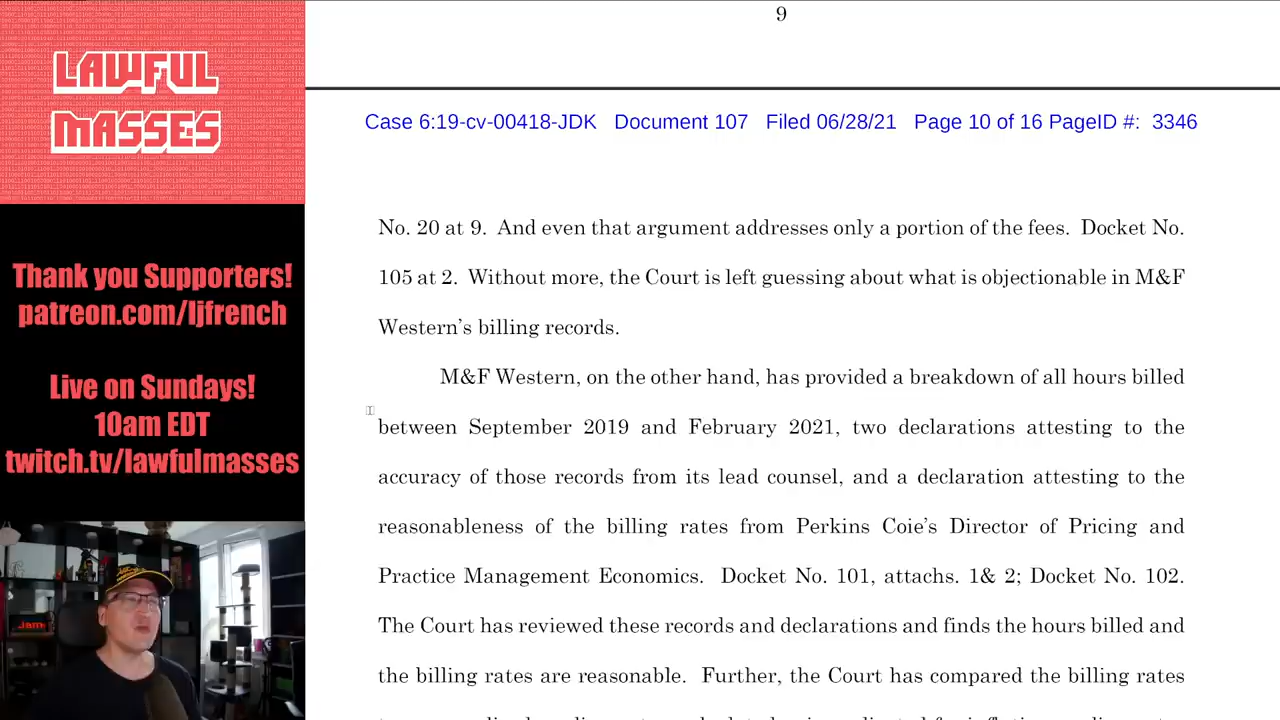 LAWFUL
MASSES
Thank you Supporters!
patreon.com/ljfrench
Live on Sundays!
10am EDT
twitch.tv/lawfulmasses
9
Case 6:19-cv-00418-JDK Document 107 Filed 06/28/21 Page 10 of 16 PageID #: 3346
No. 20 at 9. And even that argument addresses only a portion of the fees. Docket No.
105 at 2. Without more, the Court is left guessing about what is objectionable in M&F
Western's billing records.
M&F Western, on the other hand, has provided a breakdown of all hours billed
between September 2019 and February 2021, two declarations attesting to the
accuracy of those records from its lead counsel, and a declaration attesting to the
reasonableness of the billing rates from Perkins Coie's Director of Pricing and
Practice Management Economics. Docket No. 101, attachs. 1& 2; Docket No. 102.
The Court has reviewed these records and declarations and finds the hours billed and
the billing rates are reasonable. Further, the Court has compared the billing rates